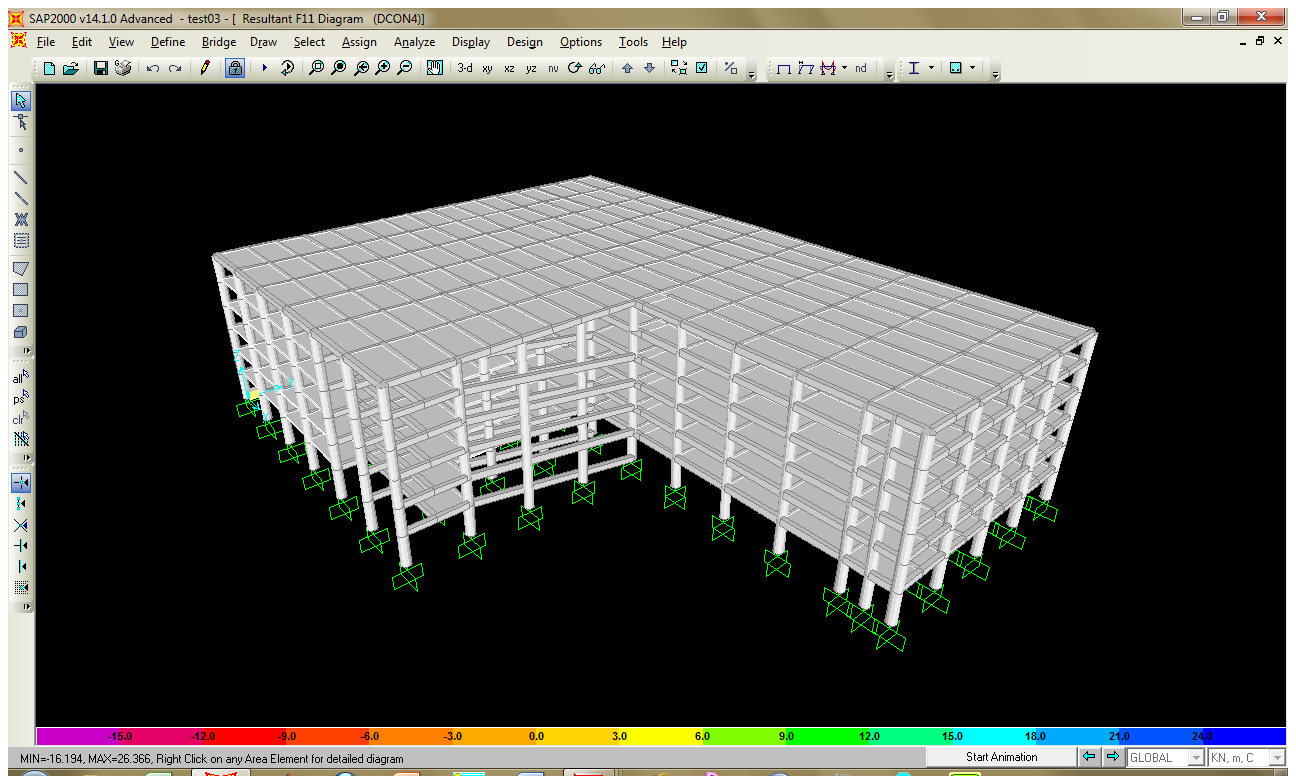 SAP2000 v14.1.0 Advanced - test03 - [ Resultant F11 Diagram (DCON4)]
File Edit View Define Bridge Draw Select Assign Analyze Display Design Options Tools Help
3-d xy xz yz nv nd
all
ps
clr
-15.0 -12.0 -9.0 -6.0 -3.0 0.0 3.0 6.0 9.0 12.0 15.0 18.0 21.0 24.0
MIN=-16.194, MAX=26.366, Right Click on any Area Element for detailed diagram Start Animation GLOBAL KN, m, C